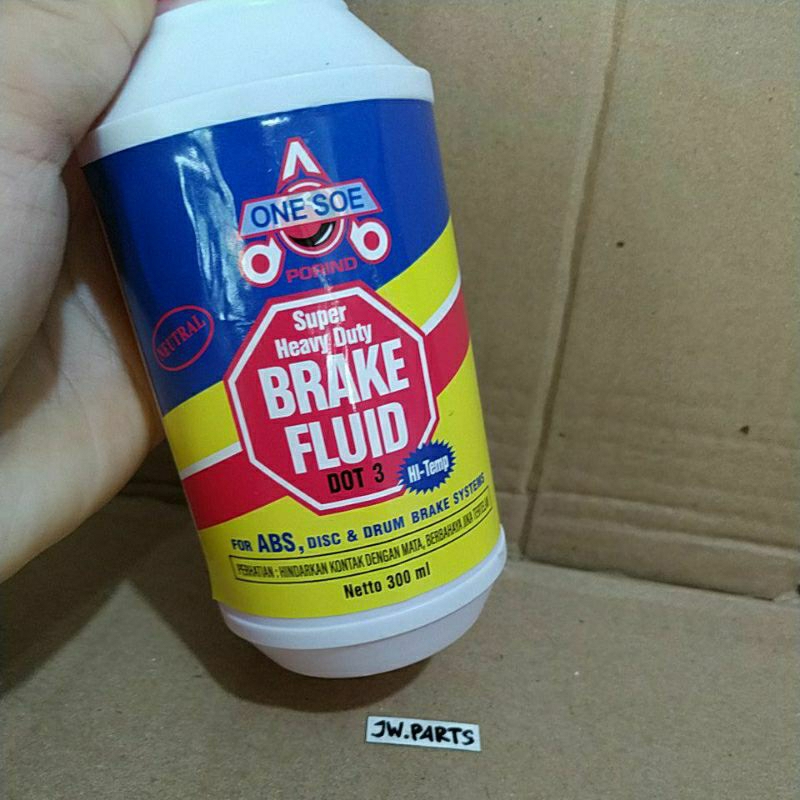 ONE SOE
PORIND
NEUTRAL
Super
Heavy Duty
BRAKE
FLUID
DOT 3
HI-Temp
FOR ABS, DISC & DRUM BRAKE SYSTEMS
PERHATIAN : HINDARKAN KONTAK DENGAN MATA, BERBAHAYA JIKA TERTELAN
Netto 300 ml
JW.PARTS